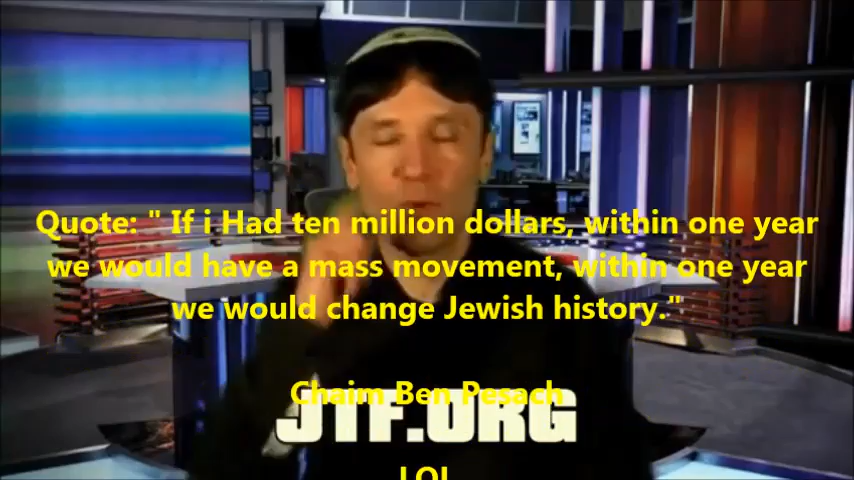 Quote: " If i Had ten million dollars, within one year
we would have a mass movement, within one year
we would change Jewish history."
Chaim Ben Pesach
JTF.ORG
LOL